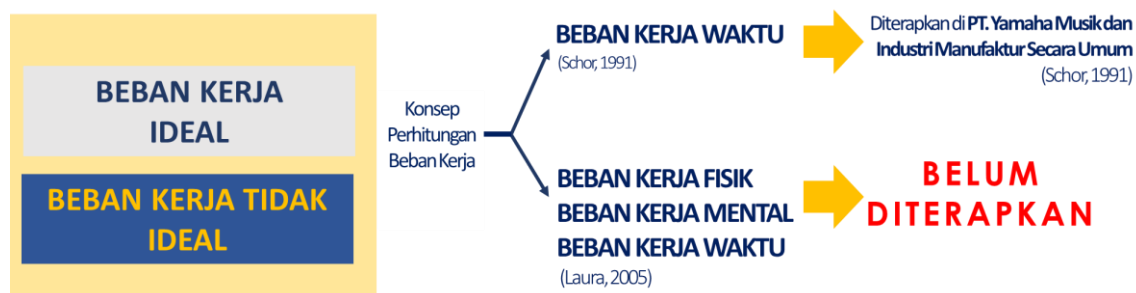 BEBAN KERJA
IDEAL
BEBAN KERJA TIDAK
IDEAL
Konsep
Perhitungan
Beban Kerja
BEBAN KERJA WAKTU
(Schor, 1991)
Diterapkan di PT. Yamaha Musik dan
Industri Manufaktur Secara Umum
(Schor, 1991)
BEBAN KERJA FISIK
BEBAN KERJA MENTAL
BEBAN KERJA WAKTU
(Laura, 2005)
BELUM
DITERAPKAN